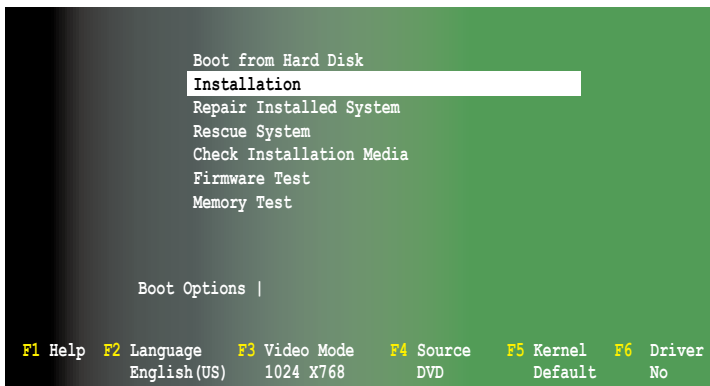 Boot from Hard Disk
Installation
Repair Installed System
Rescue System
Check Installation Media
Firmware Test
Memory Test
Boot Options |
F1 Help F2 Language F3 Video Mode F4 Source F5 Kernel F6 Driver
English(US) 1024 X768 DVD Default No